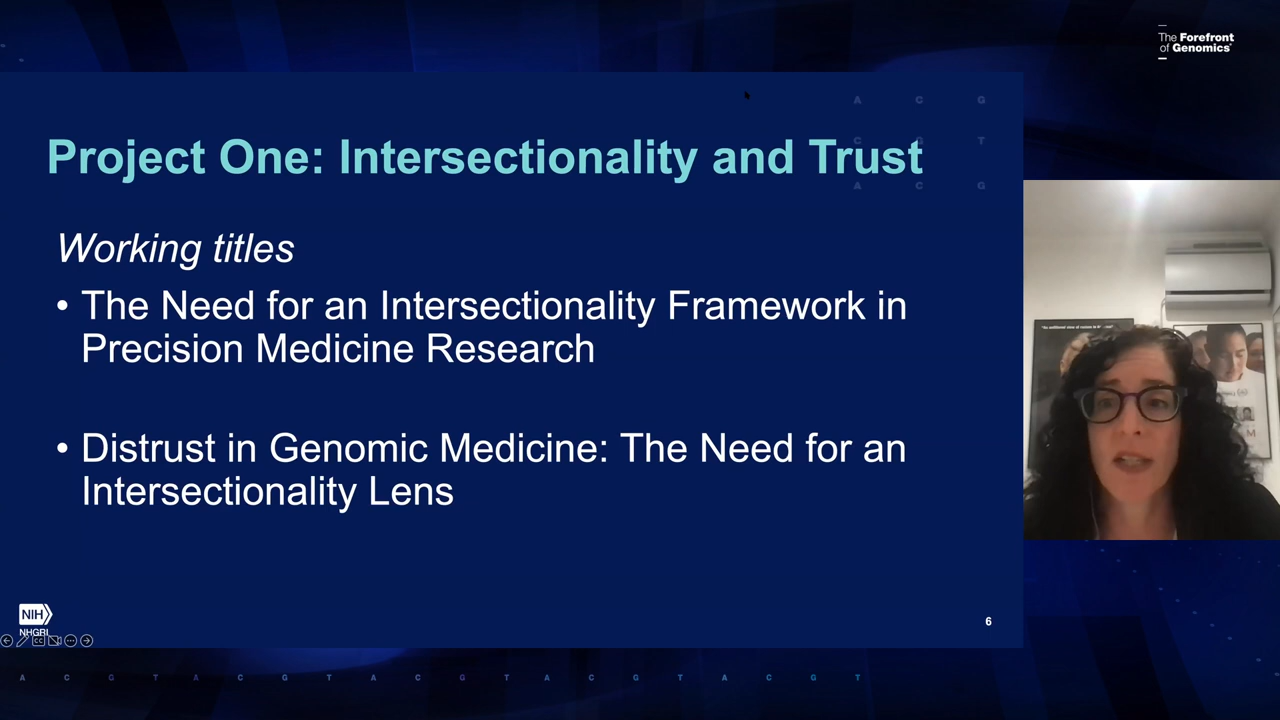 The Forefront
of Genomics®
A C G
Project One: Intersectionality and Trust
C G T
A C G
Working titles
• The Need for an Intersectionality Framework in
Precision Medicine Research
• Distrust in Genomic Medicine: The Need for an
Intersectionality Lens
NIH
NHGRI
6
A C G T A C G T A C G T A C G T A C G T